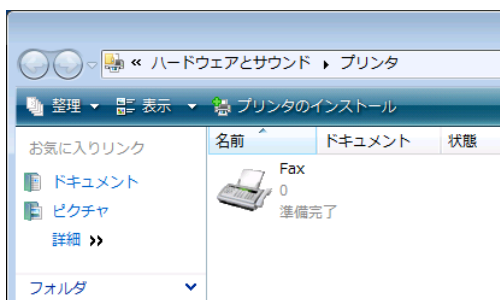 « ハードウェアとサウンド ▸ プリンタ
整理 ▼ 表示 ▼ プリンタのインストール
お気に入りリンク
ドキュメント
ピクチャ
詳細 »
フォルダ
名前 ドキュメント 状態
Fax
0
準備完了